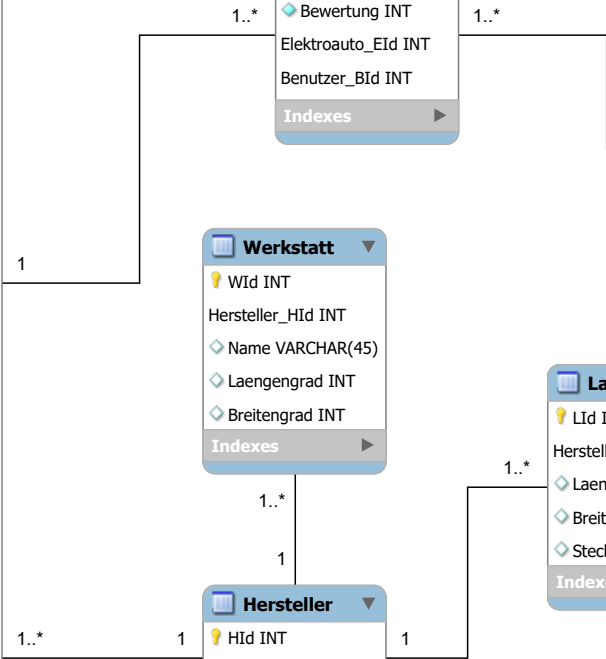 1..*
Bewertung INT
1..*
Elektroauto_EId INT
Benutzer_BId INT
Indexes
1
Werkstatt
WId INT
Hersteller_HId INT
Name VARCHAR(45)
Laengengrad INT
Breitengrad INT
Indexes
1..*
LId
1..*
1
Hersteller
HId INT
1..*
1
1